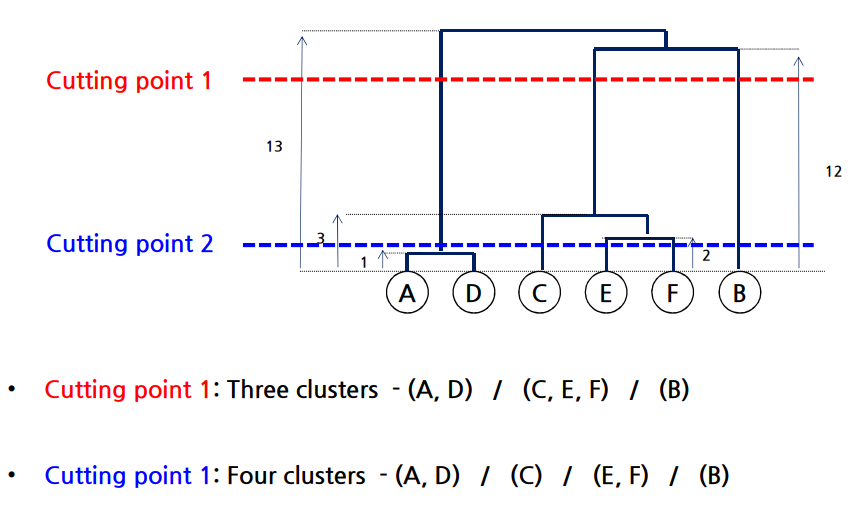 Cutting point 1
13
12
Cutting point 2
3
1
2
A D C E F B
• Cutting point 1: Three clusters - (A, D) / (C, E, F) / (B)
• Cutting point 1: Four clusters - (A, D) / (C) / (E, F) / (B)